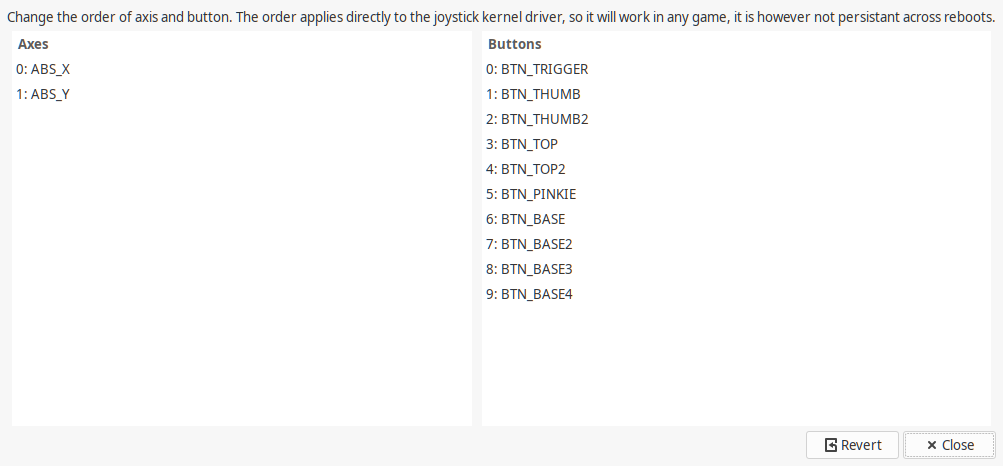 Change the order of axis and button. The order applies directly to the joystick kernel driver, so it will work in any game, it is however not persistant across reboots.
Axes
0: ABS_X
1: ABS_Y
Buttons
0: BTN_TRIGGER
1: BTN_THUMB
2: BTN_THUMB2
3: BTN_TOP
4: BTN_TOP2
5: BTN_PINKIE
6: BTN_BASE
7: BTN_BASE2
8: BTN_BASE3
9: BTN_BASE4
Revert
Close